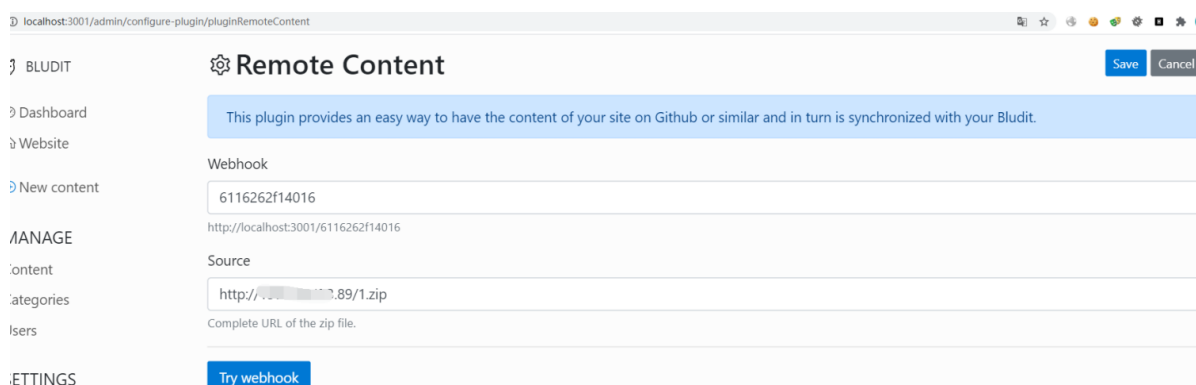 localhost:3001/admin/configure-plugin/pluginRemoteContent
BLUDIT
Remote Content
Save
Cancel
Dashboard
This plugin provides an easy way to have the content of your site on Github or similar and in turn is synchronized with your Bludit.
Website
Webhook
New content
6116262f14016
http://localhost:3001/6116262f14016
MANAGE
Source
Content
http:// .89/1.zip
Categories
Complete URL of the zip file.
Users
SETTINGS
Try webhook